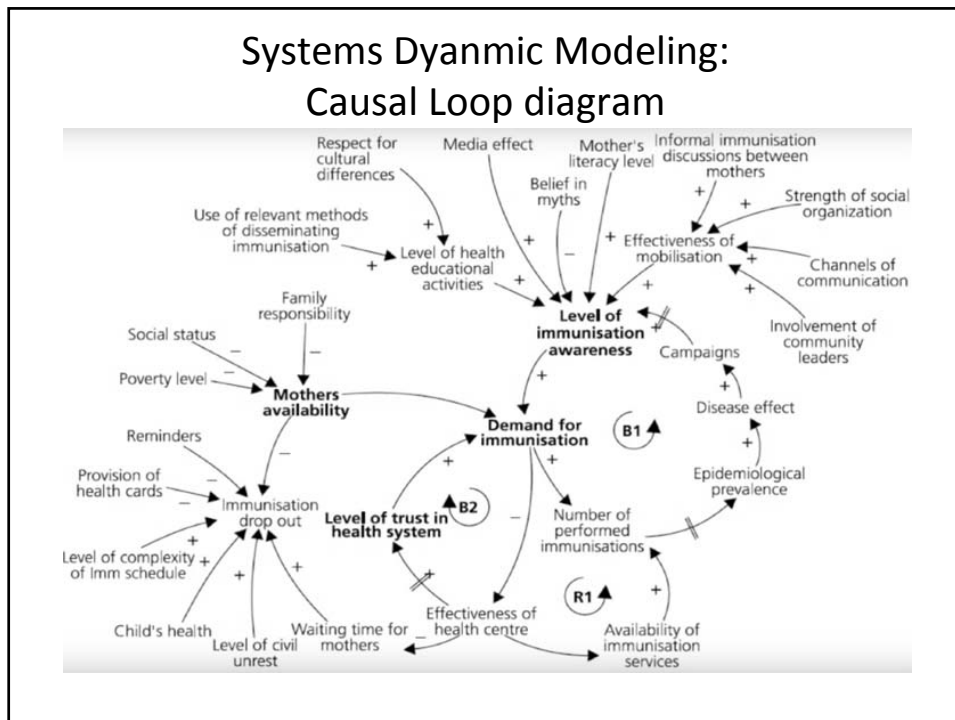 Systems Dyanmic Modeling:
Causal Loop diagram
Respect for
cultural
differences
Media effect
Mother's
literacy level
Informal immunisation
discussions between
mothers
Belief in
myths
Strength of social
organization
Use of relevant methods
of disseminating
immunisation
+
+
Level of health
educational
activities
+
+
–
+
Effectiveness of
mobilisation
+
+
+
+
+
Channels of
communication
Involvement of
community
leaders
Level of
immunisation
awareness
+
Campaigns
+
Disease effect
+
Epidemiological
prevalence
Family
responsibility
Social status
–
–
Poverty level
–
Mothers
availability
+
Demand for
immunisation
B1
Reminders
–
Provision of
health cards
–
–
Immunisation
drop out
Level of trust in
health system
+
B2
–
+
Number of
performed
immunisations
Level of complexity
of Imm schedule
+
+
+
+
Child's health
Level of civil
unrest
Waiting time for
mothers
–
+
Effectiveness of
health centre
R1
+
Availability of
immunisation
services